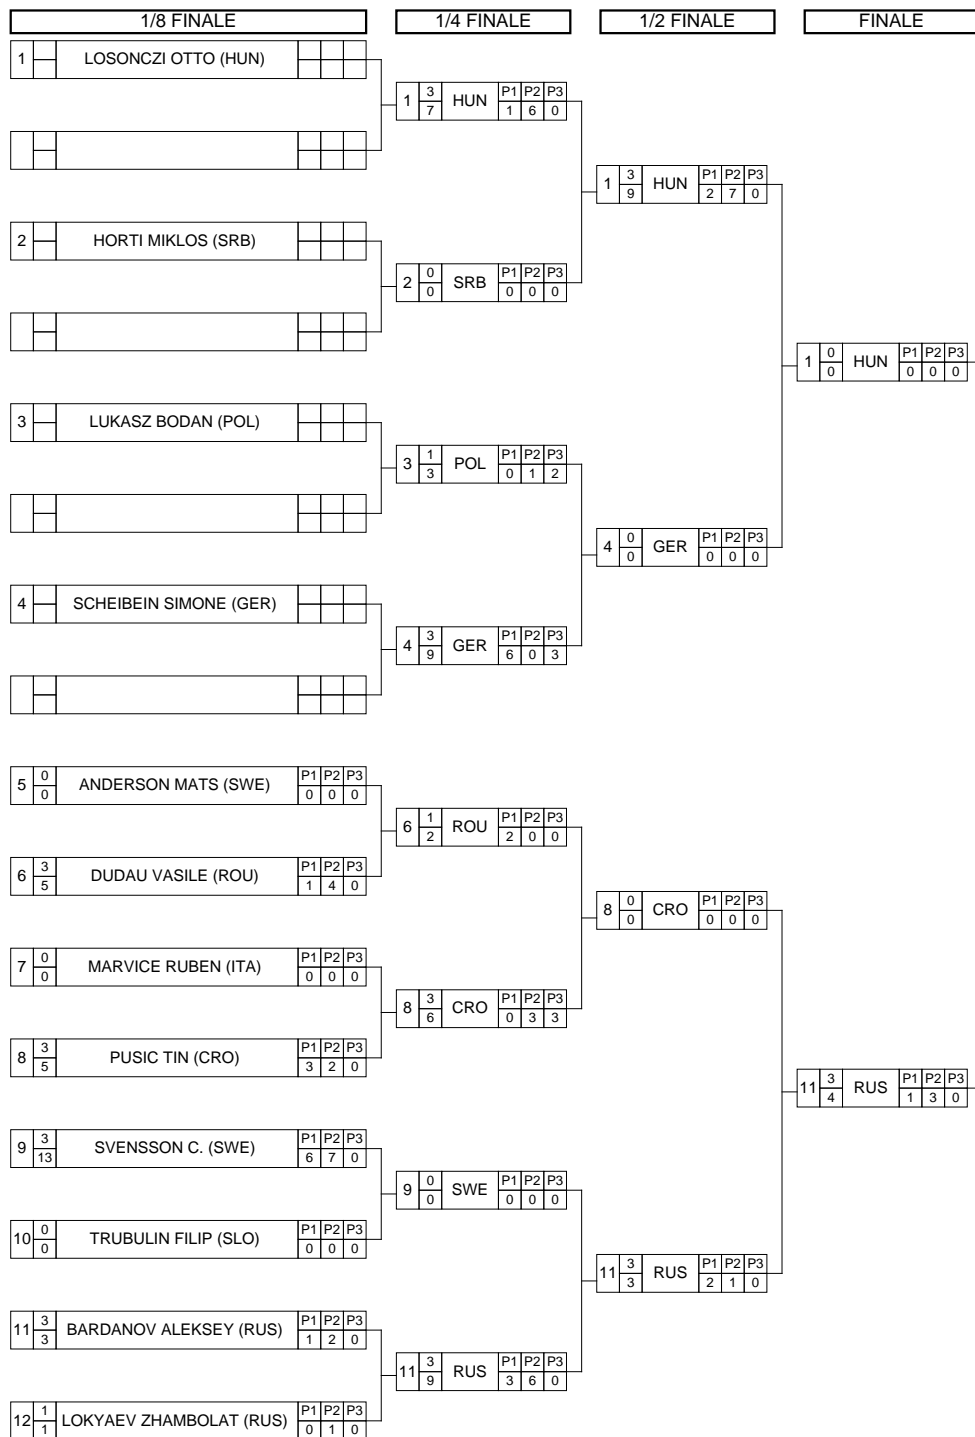 1/8 FINALE 1/4 FINALE 1/2 FINALE FINALE
1 LOSONCZI OTTO (HUN)
1 3 7 HUN P1 P2 P3 1 6 0
1 3 9 HUN P1 P2 P3 2 7 0
2 HORTI MIKLOS (SRB)
2 0 0 SRB P1 P2 P3 0 0 0
1 0 0 HUN P1 P2 P3 0 0 0
3 LUKASZ BODAN (POL)
3 1 3 POL P1 P2 P3 0 1 2
4 0 0 GER P1 P2 P3 0 0 0
4 SCHEIBEIN SIMONE (GER)
4 3 9 GER P1 P2 P3 6 0 3
5 0 0 ANDERSON MATS (SWE) P1 P2 P3 0 0 0
6 1 2 ROU P1 P2 P3 2 0 0
6 3 5 DUDAU VASILE (ROU) P1 P2 P3 1 4 0
8 0 0 CRO P1 P2 P3 0 0 0
7 0 0 MARVICE RUBEN (ITA) P1 P2 P3 0 0 0
8 3 6 CRO P1 P2 P3 0 3 3
8 3 5 PUSIC TIN (CRO) P1 P2 P3 3 2 0
11 3 4 RUS P1 P2 P3 1 3 0
9 3 13 SVENSSON C. (SWE) P1 P2 P3 6 7 0
9 0 0 SWE P1 P2 P3 0 0 0
10 0 0 TRUBULIN FILIP (SLO) P1 P2 P3 0 0 0
11 3 3 RUS P1 P2 P3 2 1 0
11 3 3 BARDANOV ALEKSEY (RUS) P1 P2 P3 1 2 0
11 3 9 RUS P1 P2 P3 3 6 0
12 1 1 LOKYAEV ZHAMBOLAT (RUS) P1 P2 P3 0 1 0